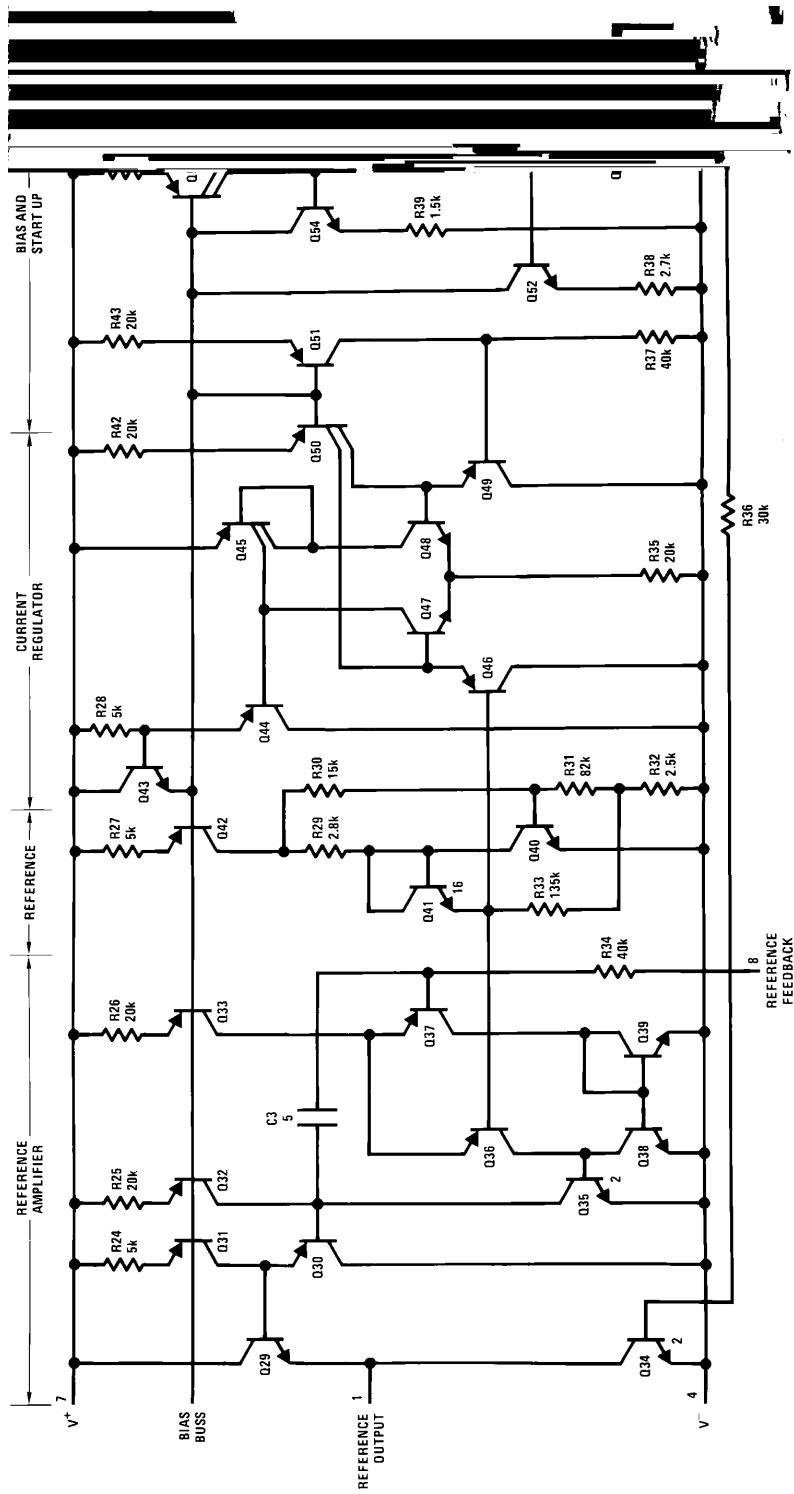 REFERENCE
AMPLIFIER
REFERENCE
CURRENT
REGULATOR
BIAS AND
START UP
V+
7
R24
5k
R25
20k
R26
20k
R27
5k
R28
5k
R42
20k
R43
20k
BIAS
BUSS
Q31
Q32
Q33
Q42
Q43
Q29
Q30
C3
5
Q37
Q41
16
R29
2.8k
R30
15k
Q44
Q45
Q50
Q51
Q54
REFERENCE
OUTPUT
1
Q36
Q46
Q47
Q48
Q49
Q52
R39
1.5k
Q35
2
Q38
Q39
R34
40k
R33
135k
Q40
R31
82k
R32
2.5k
R35
20k
R37
40k
R38
2.7k
Q34
2
V-
4
8
REFERENCE
FEEDBACK
R36
30k